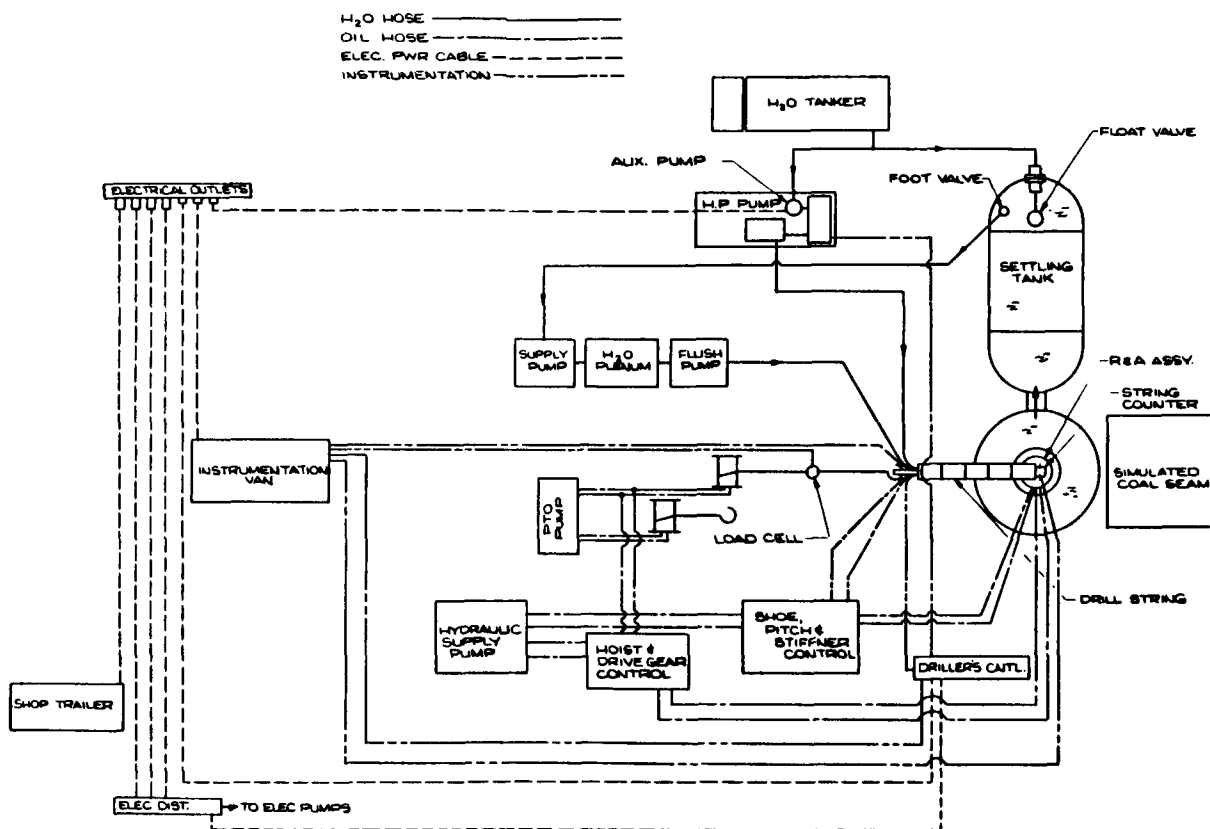 H₂O HOSE
OIL HOSE
ELEC. PWR CABLE
INSTRUMENTATION
H₂O TANKER
FLOAT VALVE
AUX. PUMP
FOOT VALVE
ELECTRICAL OUTLETS
H.P PUMP
SETTLING
TANK
SUPPLY
PUMP
H₂O
PLENUM
FLUSH
PUMP
R&A ASSY.
STRING
COUNTER
INSTRUMENTATION
VAN
SIMULATED
COAL SEAM
PTO
PUMP
LOAD CELL
DRILL STRING
HYDRAULIC
SUPPLY
PUMP
HOIST &
DRIVE GEAR
CONTROL
SHOE,
PITCH &
STIFFNER
CONTROL
DRILLER'S CNTL.
SHOP TRAILER
ELEC DIST.
TO ELEC PUMPS